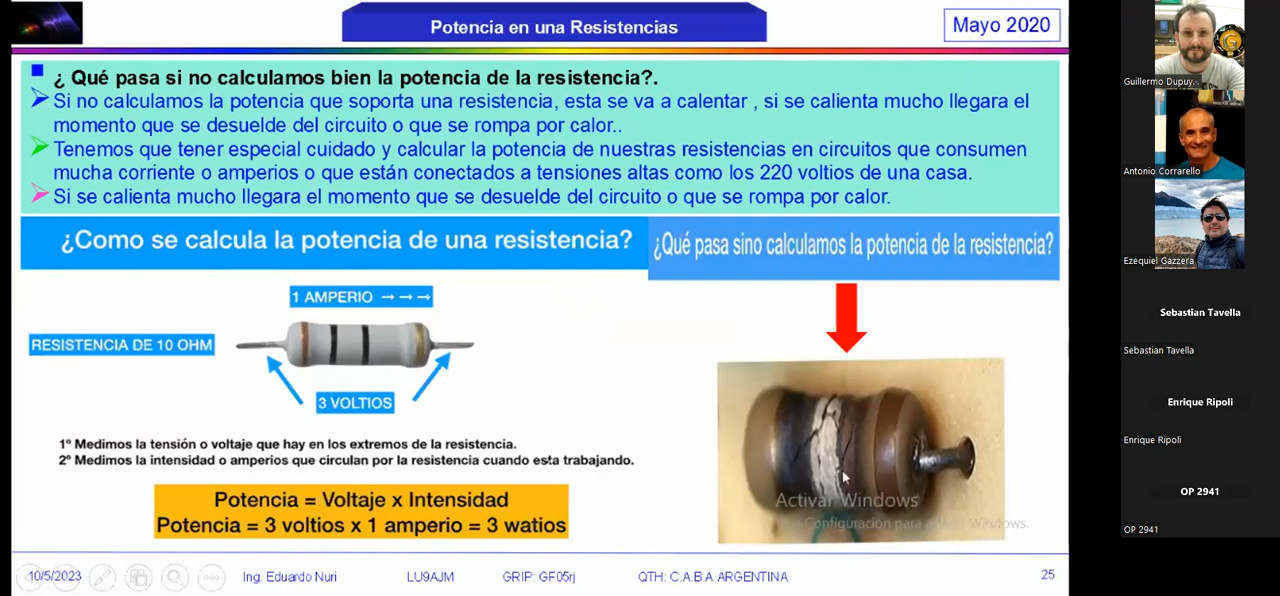 Potencia en una Resistencias
Mayo 2020
¿ Qué pasa si no calculamos bien la potencia de la resistencia?.
Si no calculamos la potencia que soporta una resistencia, esta se va a calentar , si se calienta mucho llegara el
momento que se desuelde del circuito o que se rompa por calor..
Tenemos que tener especial cuidado y calcular la potencia de nuestras resistencias en circuitos que consumen
mucha corriente o amperios o que están conectados a tensiones altas como los 220 voltios de una casa.
Si se calienta mucho llegara el momento que se desuelde del circuito o que se rompa por calor.
¿Como se calcula la potencia de una resistencia?
¿Qué pasa sino calculamos la potencia de la resistencia?
1 AMPERIO → → →
RESISTENCIA DE 10 OHM
3 VOLTIOS
1º Medimos la tensión o voltaje que hay en los extremos de la resistencia.
2º Medimos la intensidad o amperios que circulan por la resistencia cuando esta trabajando.
Potencia = Voltaje x Intensidad
Potencia = 3 voltios x 1 amperio = 3 watios
Activar Windows
Configuración para activar Windows.
10/5/2023
Ing. Eduardo Nuri
LU9AJM
GRIP: GF05rj
QTH: C.A.B.A ARGENTINA
25
Guillermo Dupuy...
Antonio Corrarello
Ezequiel Gazzera
Sebastian Tavella
Sebastian Tavella
Enrique Ripoli
Enrique Ripoli
OP 2941
OP 2941